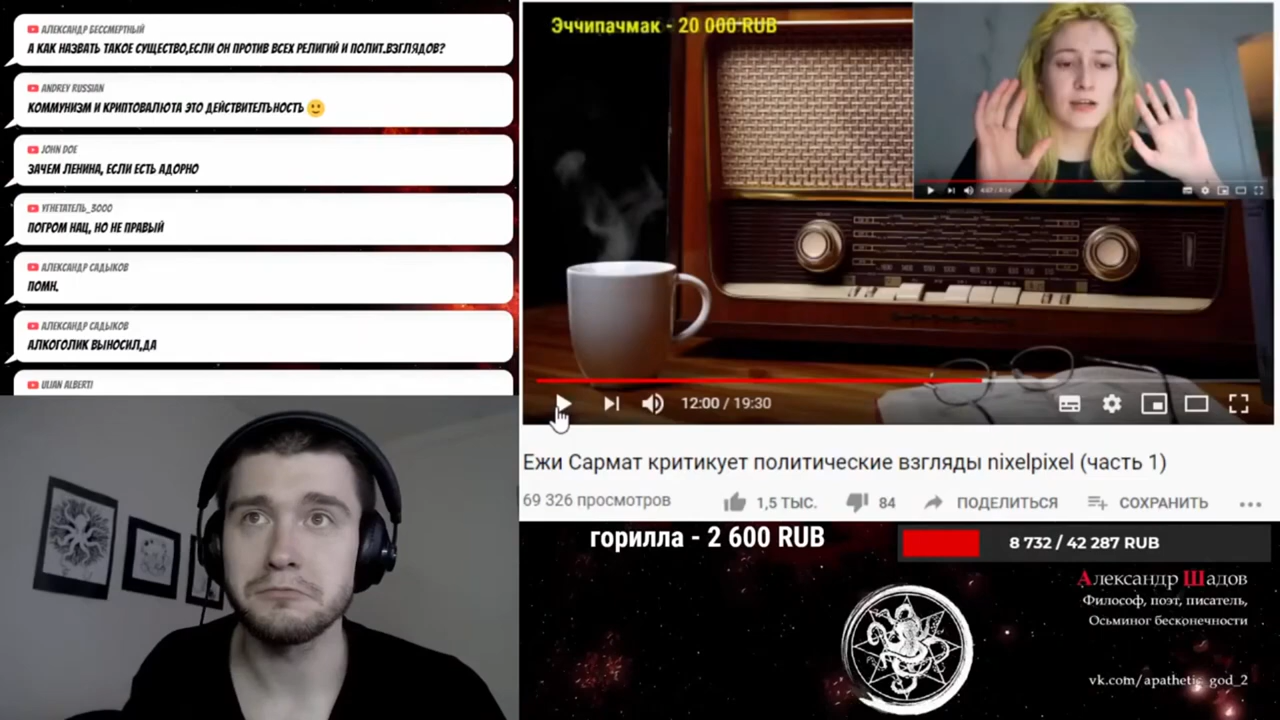 АЛЕКСАНДР БЕССМЕРТНЫЙ
А КАК НАЗВАТЬ ТАКОЕ СУЩЕСТВО,ЕСЛИ ОН ПРОТИВ ВСЕХ РЕЛИГИЙ И ПОЛИТ.ВЗГЛЯДОВ?
ANDREY RUSSIAN
КОММУНИЗМ И КРИПТОВАЛЮТА ЭТО ДЕЙСТВИТЕЛЬНОСТЬ
JOHN DOE
ЗАЧЕМ ЛЕНИНА, ЕСЛИ ЕСТЬ АДОРНО
УГНЕТАТЕЛЬ_3000
ПОГРОМ НАЦ, НО НЕ ПРАВЫЙ
АЛЕКСАНДР САДЫКОВ
ПОМН.
АЛЕКСАНДР САДЫКОВ
АЛКОГОЛИК ВЫНОСИЛ,ДА
ULIAN ALBERTI
Эччипачмак - 20 000 RUB
12:00 / 19:30
Ежи Сармат критикует политические взгляды nixelpixel (часть 1)
69 326 просмотров
1,5 ТЫС.
84
ПОДЕЛИТЬСЯ
СОХРАНИТЬ
горилла - 2 600 RUB
8 732 / 42 287 RUB
Александр Шадов
Философ, поэт, писатель,
Осьминог бесконечности
vk.com/apathetic_god_2